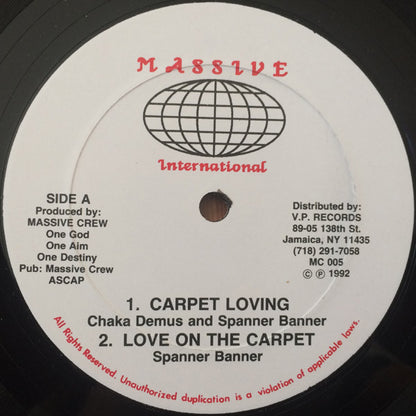 MASSIVE
International
SIDE A
Produced by:
MASSIVE CREW
One God
One Aim
One Destiny
Pub: Massive Crew
ASCAP
Distributed by:
V.P. RECORDS
89-05 138th St.
Jamaica, NY 11435
(718) 291-7058
MC 005
© ℗ 1992
1. CARPET LOVING
Chaka Demus and Spanner Banner
2. LOVE ON THE CARPET
Spanner Banner
All Rights Reserved. Unauthorized duplication is a violation of applicable laws.